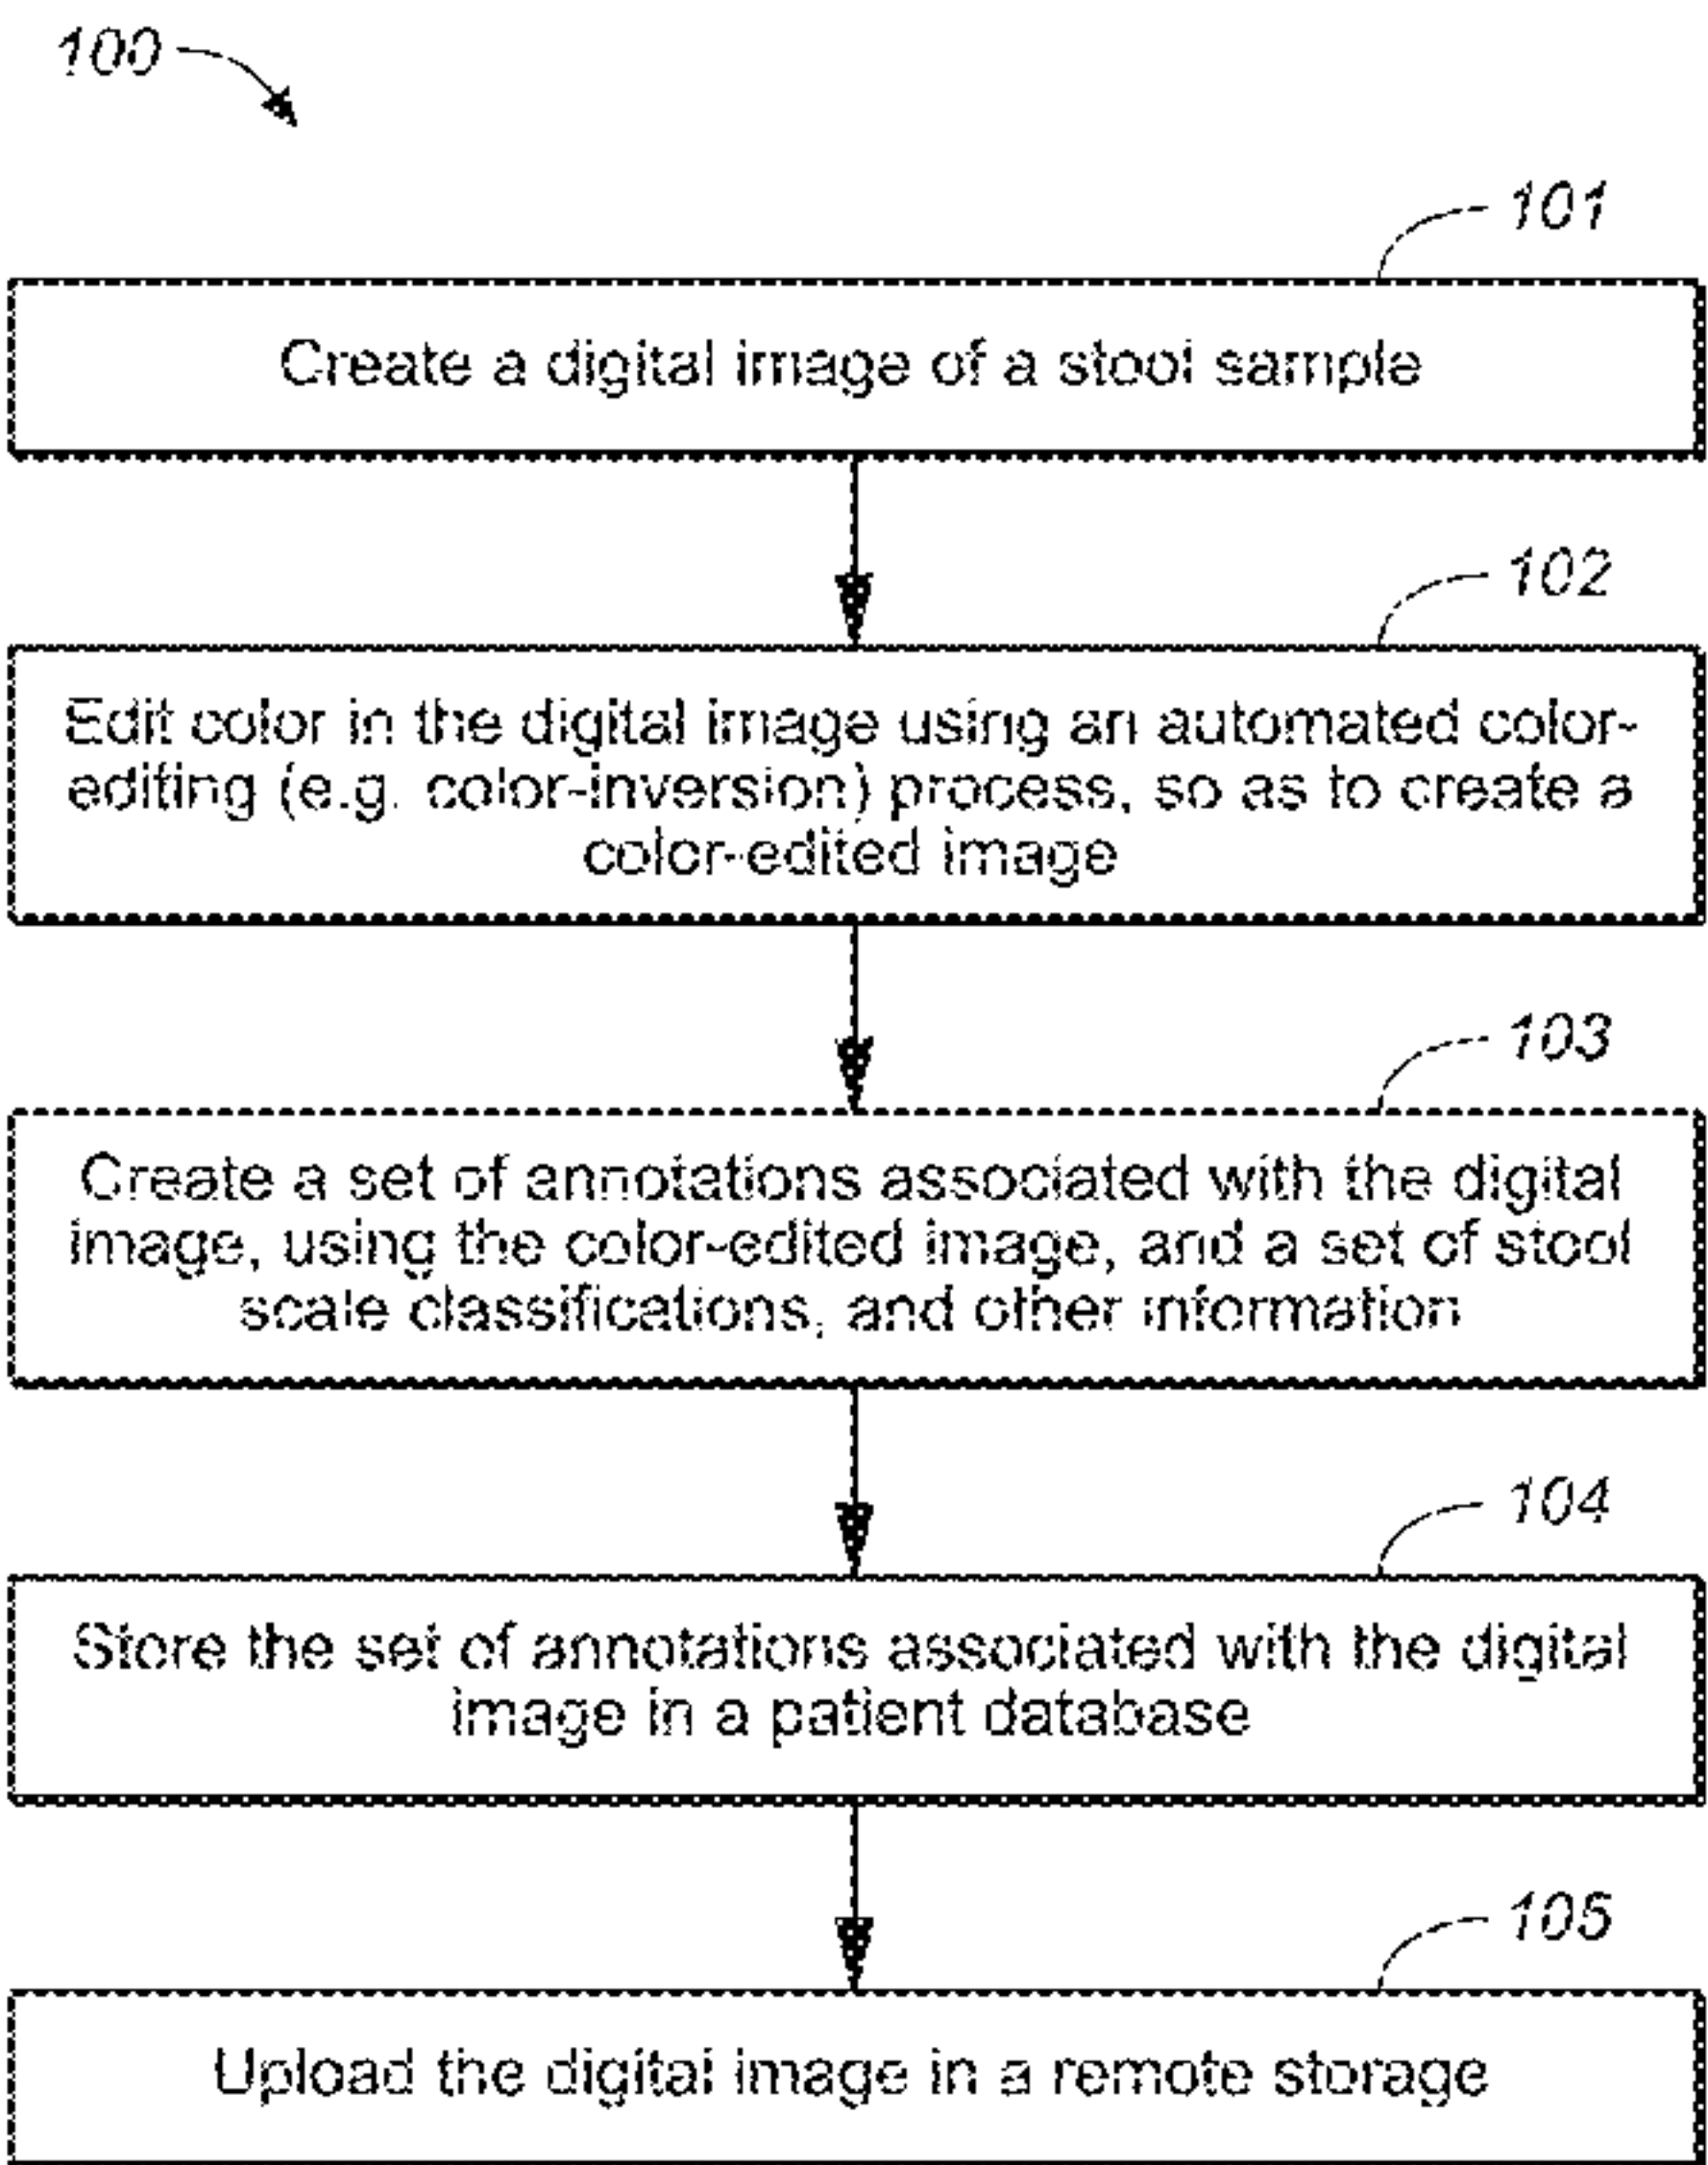 100
101
Create a digital image of a stool sample
102
Edit color in the digital image using an automated color-
editing (e.g. color-inversion) process, so as to create a
color-edited image
103
Create a set of annotations associated with the digital
image, using the color-edited image, and a set of stool
scale classifications, and other information
104
Store the set of annotations associated with the digital
image in a patient database
105
Upload the digital image in a remote storage